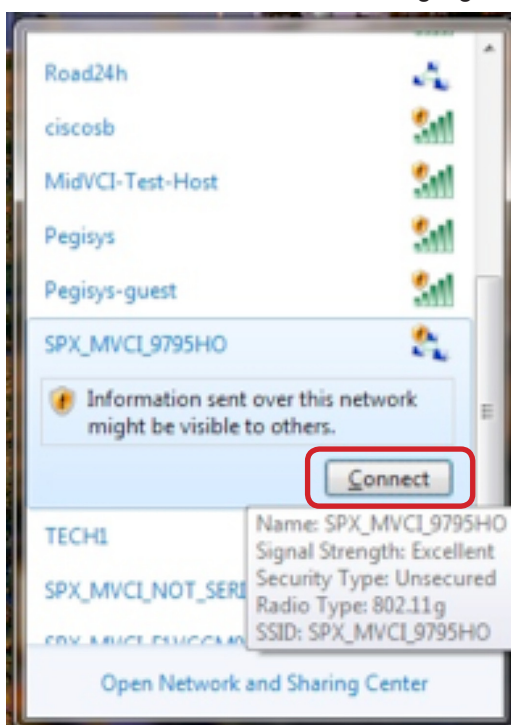 Road24h
ciscosb
MidVCI-Test-Host
Pegisys
Pegisys-guest
SPX_MVCI_9795HO
Information sent over this network
might be visible to others.
Connect
TECH1
Name: SPX_MVCI_9795HO
Signal Strength: Excellent
SPX_MVCI_NOT_SERI
Security Type: Unsecured
Radio Type: 802.11g
SSID: SPX_MVCI_9795HO
Open Network and Sharing Center